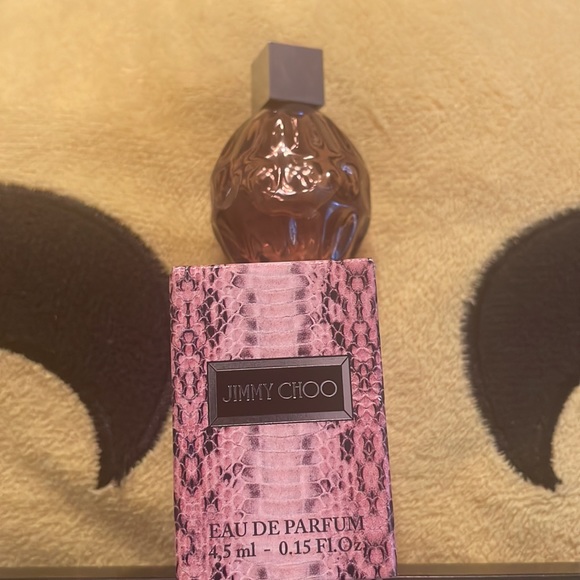 JIMMY CHOO
EAU DE PARFUM
4,5 ml - 0.15 Fl.Oz